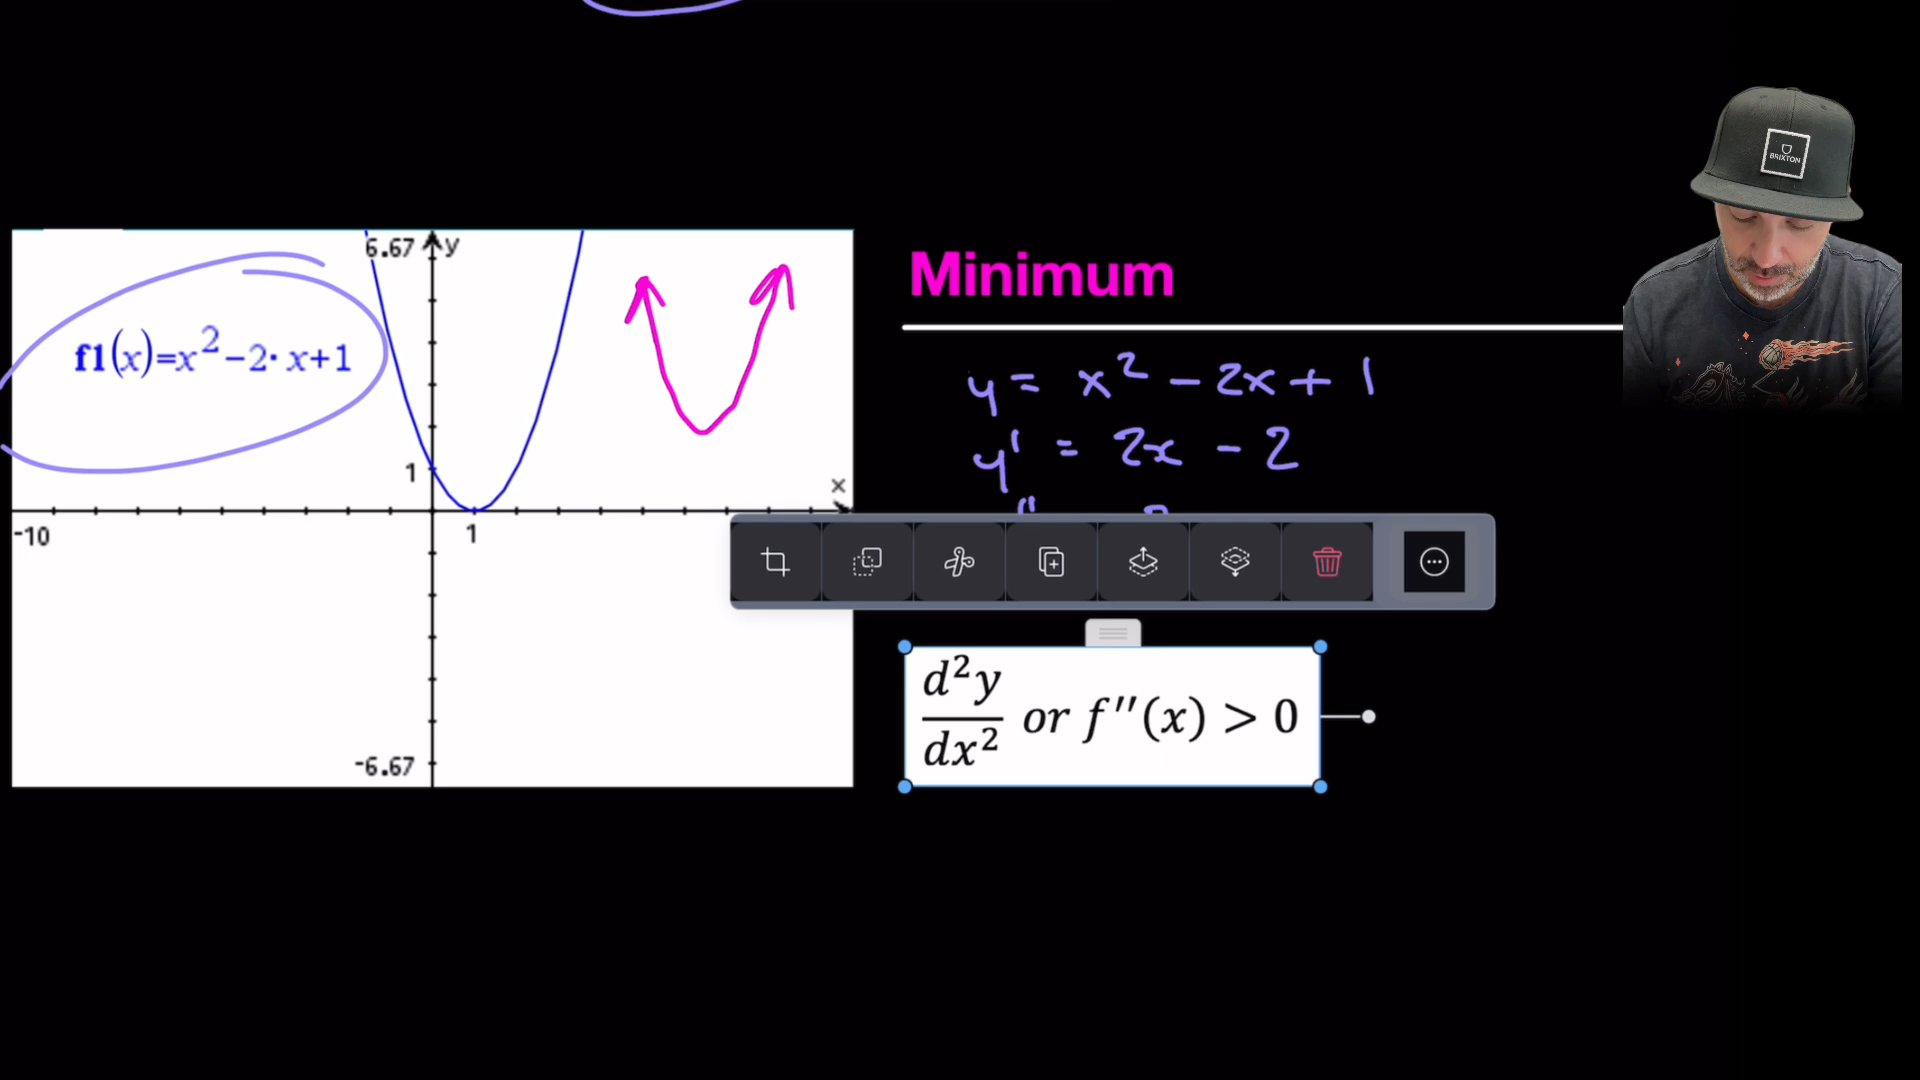 6.67 y
f1(x)=x²-2·x+1
1
x
-10
1
-6.67
Minimum
y = x² - 2x + 1
y' = 2x - 2
"
d²y/dx² or f''(x) > 0
BRIXTON